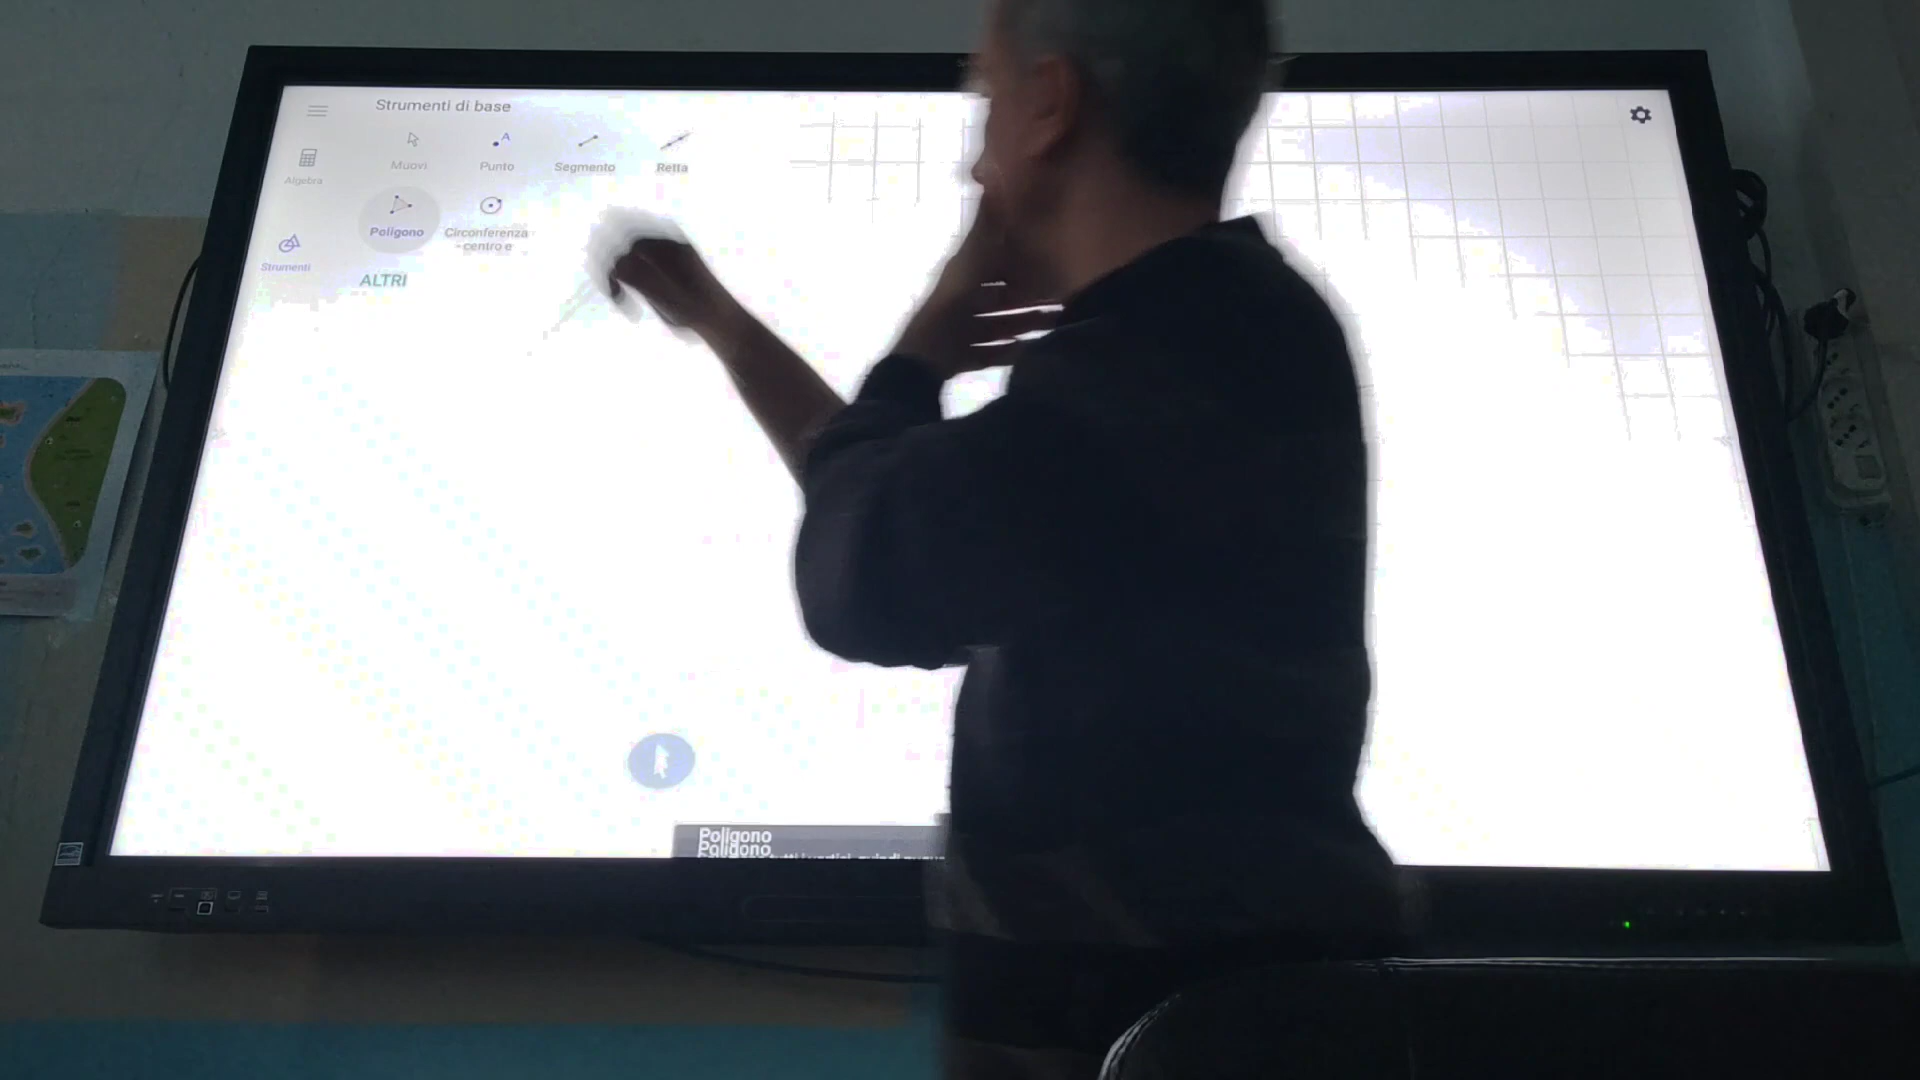 Strumenti di base
Muovi
Punto
Segmento
Retta
Algebra
Poligono
Circonferenza
- centro e
Strumenti
ALTRI
A
Poligono
Poligono